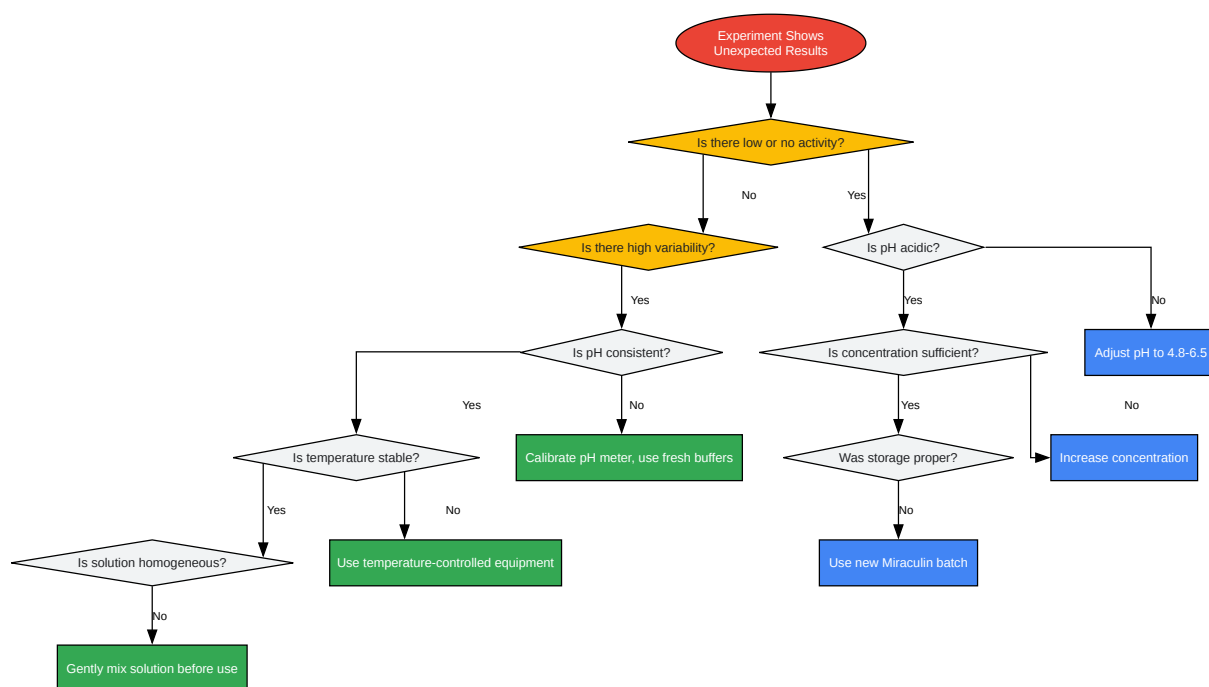 Experiment Shows
Unexpected Results
Is there low or no activity?
No
Yes
Is there high variability?
Is pH acidic?
Yes
Yes
No
Is pH consistent?
Is concentration sufficient?
Adjust pH to 4.8-6.5
Yes
No
Yes
No
Is temperature stable?
Calibrate pH meter, use fresh buffers
Was storage proper?
Increase concentration
Yes
No
No
Is solution homogeneous?
Use temperature-controlled equipment
Use new Miraculin batch
No
Gently mix solution before use